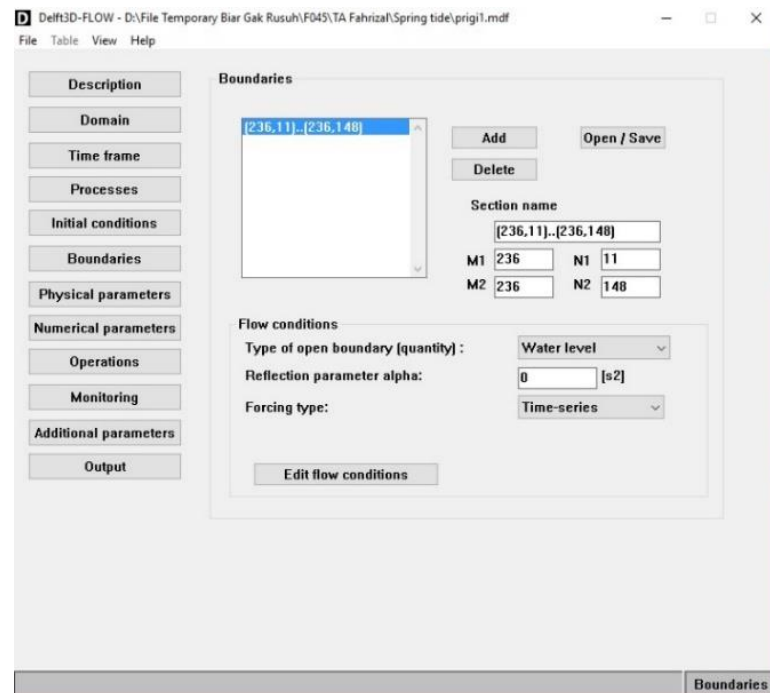 D Delft3D-FLOW - D:\File Temporary Biar Gak Rusuh\F045\TA Fahrizal\Spring tide\prigi1.mdf
File Table View Help
Description
Domain
Time frame
Processes
Initial conditions
Boundaries
Physical parameters
Numerical parameters
Operations
Monitoring
Additional parameters
Output
Boundaries
(236,11)..(236,148)
Add Open / Save
Delete
Section name
(236,11)..(236,148)
M1 236 N1 11
M2 236 N2 148
Flow conditions
Type of open boundary (quantity) : Water level
Reflection parameter alpha: 0 [s2]
Forcing type: Time-series
Edit flow conditions
Boundaries